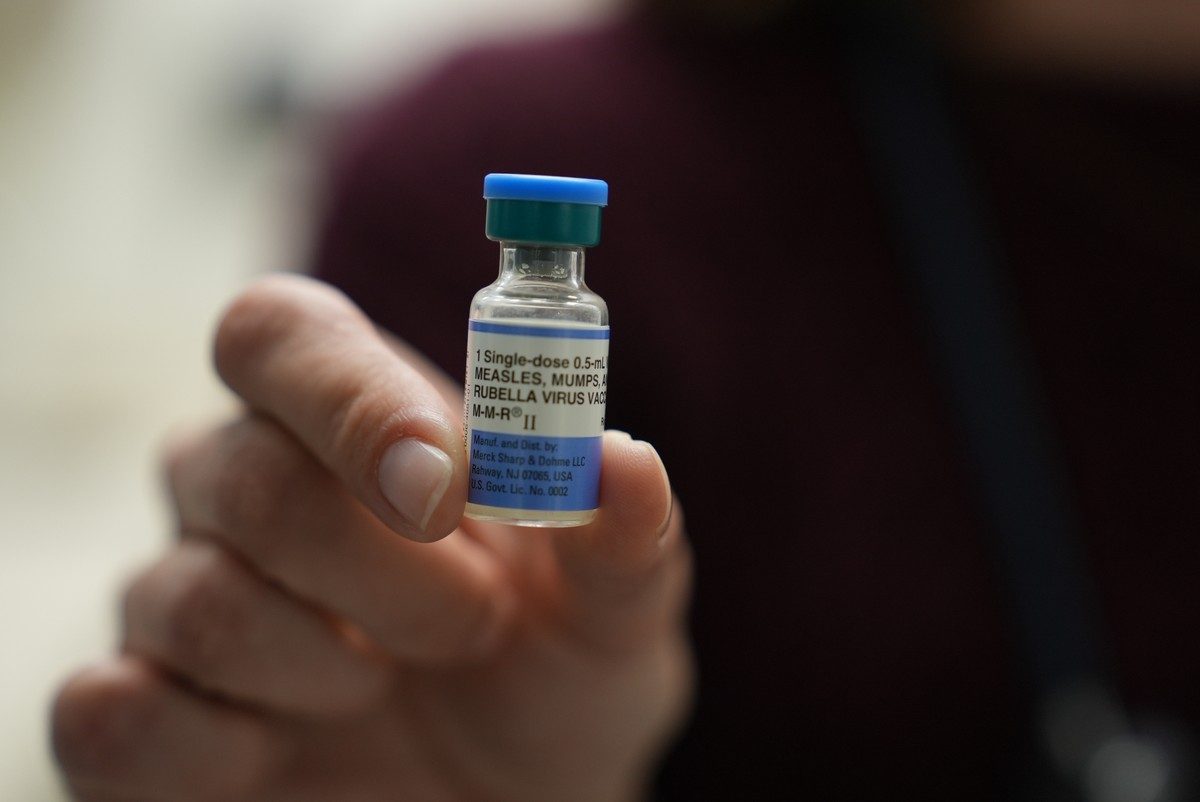 1 Single-dose 0.5-mL
MEASLES, MUMPS,
RUBELLA VIRUS
M-M-R® II
Manuf. and Dist. by:
Merck Sharp & Dohme LLC
Rahway, NJ 07065, USA
U.S. Govt. Lic. No. 0002